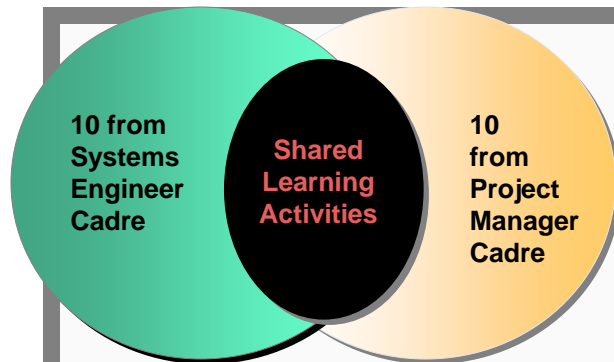 10 from
Systems
Engineer
Cadre
Shared
Learning
Activities
10
from
Project
Manager
Cadre